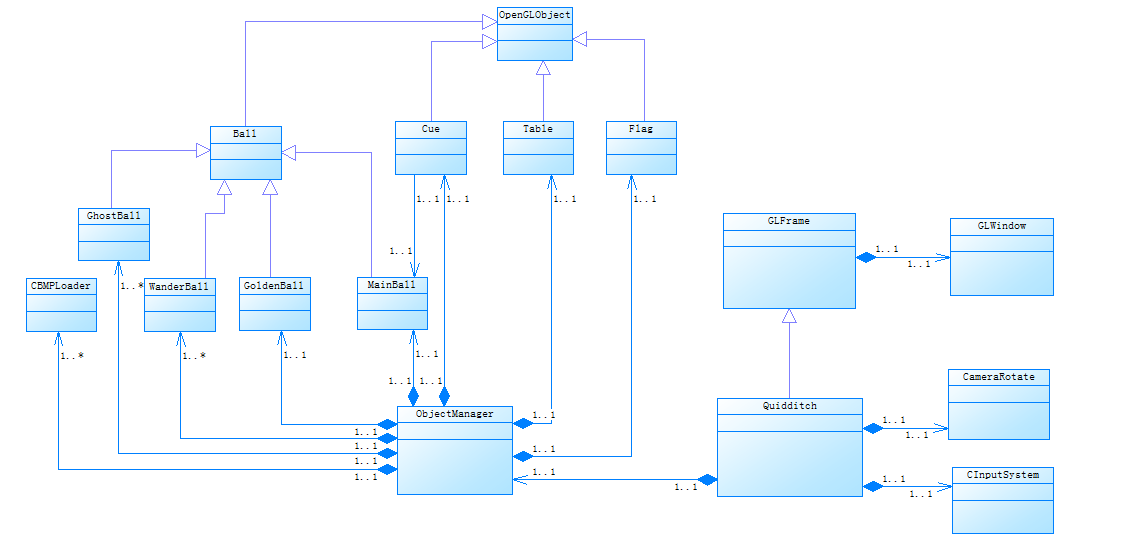 OpenGLObject
Ball
Cue
Table
Flag
1..1
1..1
1..1
1..1
GhostBall
GLFrame
GLWindow
1..1
1..1
1..1
CBMPLoader
1..*
WanderBall
GoldenBall
MainBall
1..*
1..*
1..1
1..1
CameraRotate
1..1
1..1
ObjectManager
Quidditch
1..1
1..1
1..1
1..1
1..1
1..1
1..1
1..1
1..1
1..1
CInputSystem
1..1
1..1
1..1